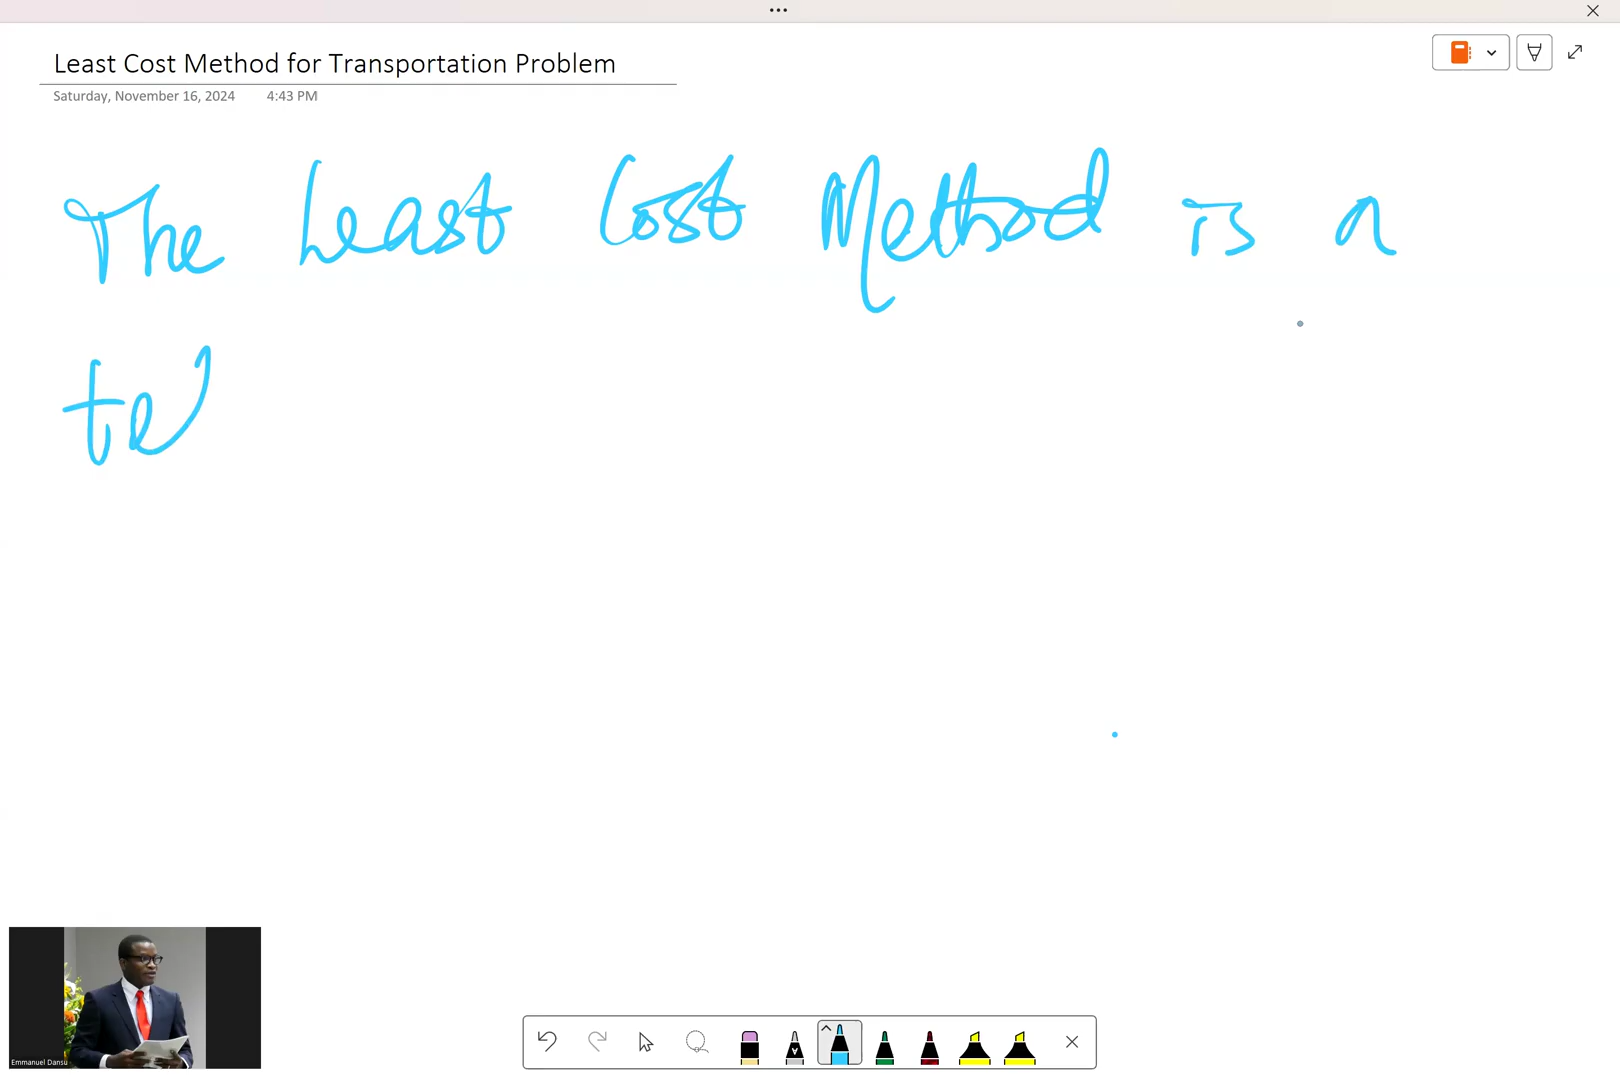 Least Cost Method for Transportation Problem
Saturday, November 16, 2024 4:43 PM
The Least Cost Method is a
te
Emmanuel Dansu